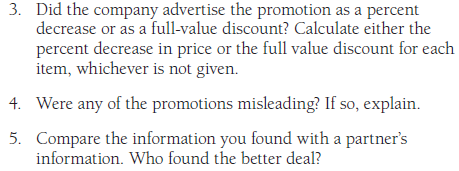 3. Did the company advertise the promotion as a percent
decrease or as a full-value discount? Calculate either the
percent decrease in price or the full value discount for each
item, whichever is not given.
4. Were any of the promotions misleading? If so, explain.
5. Compare the information you found with a partner's
information. Who found the better deal?